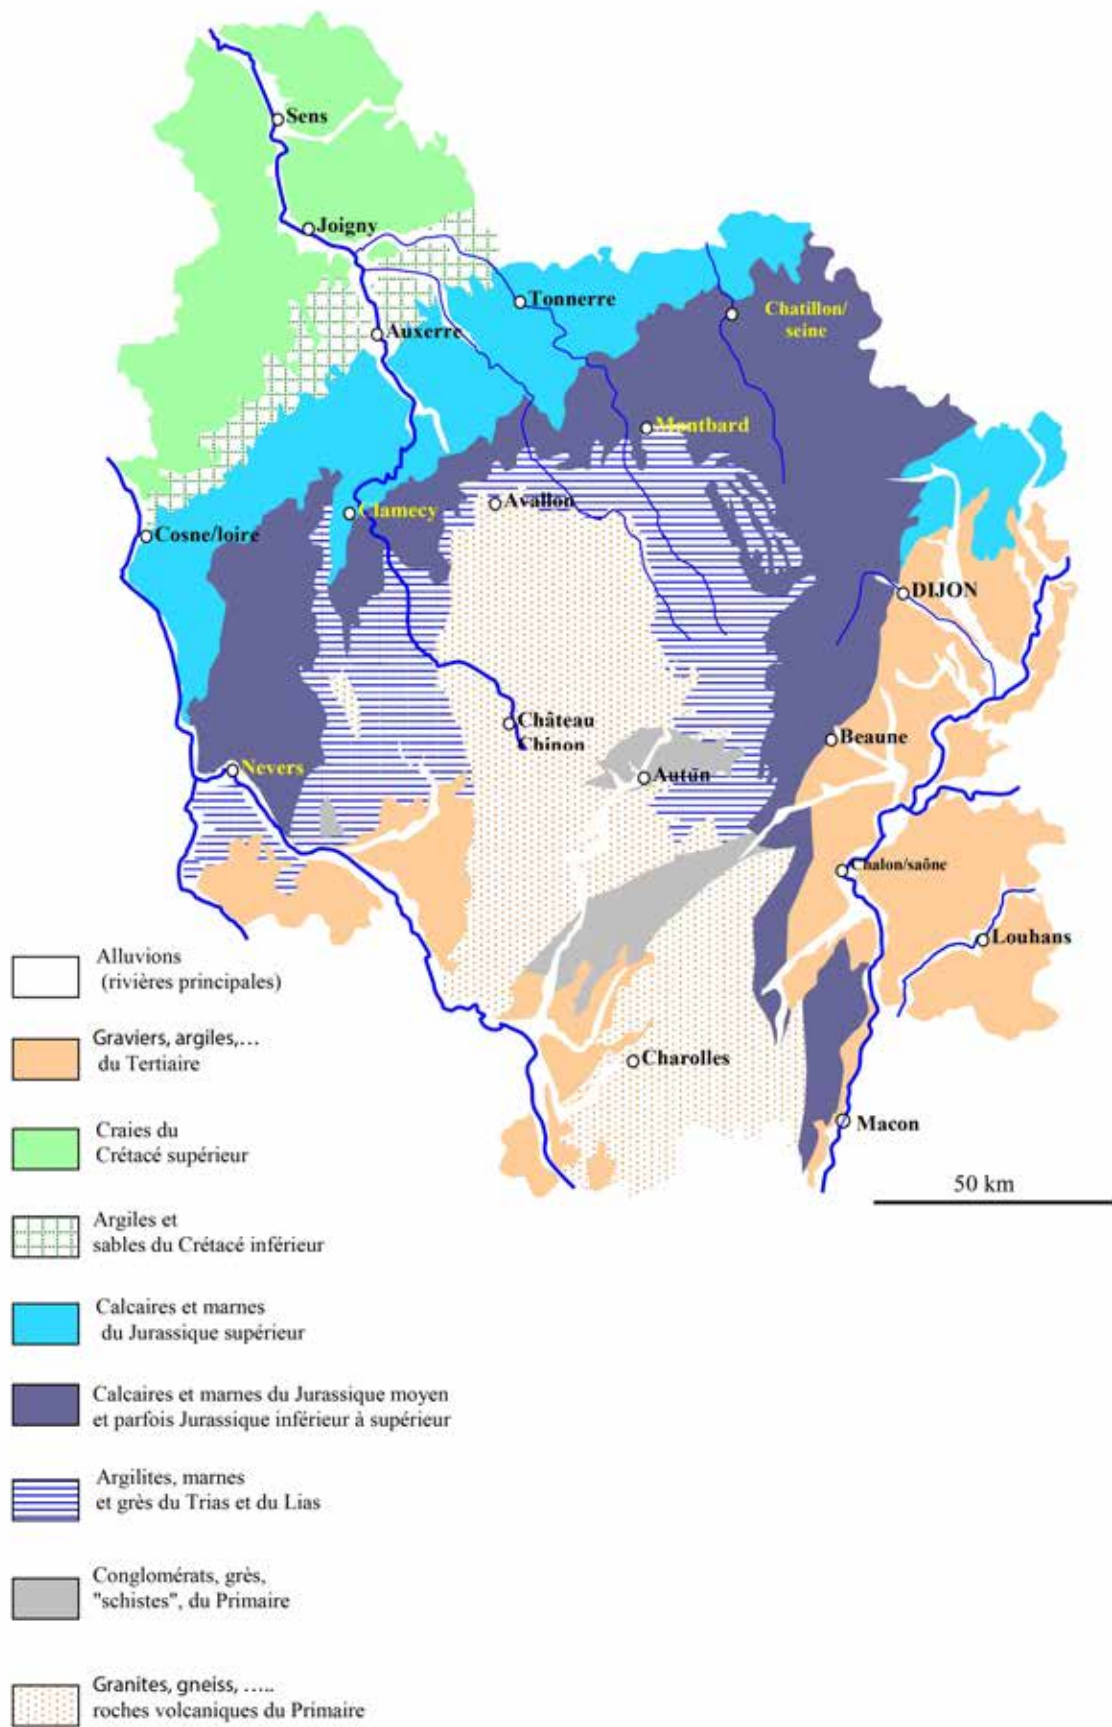 Sens
Joigny
Tonnerre
Chatillon/
seine
Auxerre
Montbard
Avallon
Clamecy
Cosne/loire
DIJON
Château
Chinon
Beaune
Nevers
Autün
Chalon/saône
Louhans
Charolles
Macon
50 km
Alluvions
(rivières principales)
Graviers, argiles,…
du Tertiaire
Craies du
Crétacé supérieur
Argiles et
sables du Crétacé inférieur
Calcaires et marnes
du Jurassique supérieur
Calcaires et marnes du Jurassique moyen
et parfois Jurassique inférieur à supérieur
Argilites, marnes
et grès du Trias et du Lias
Conglomérats, grès,
"schistes", du Primaire
Granites, gneiss, …..
roches volcaniques du Primaire